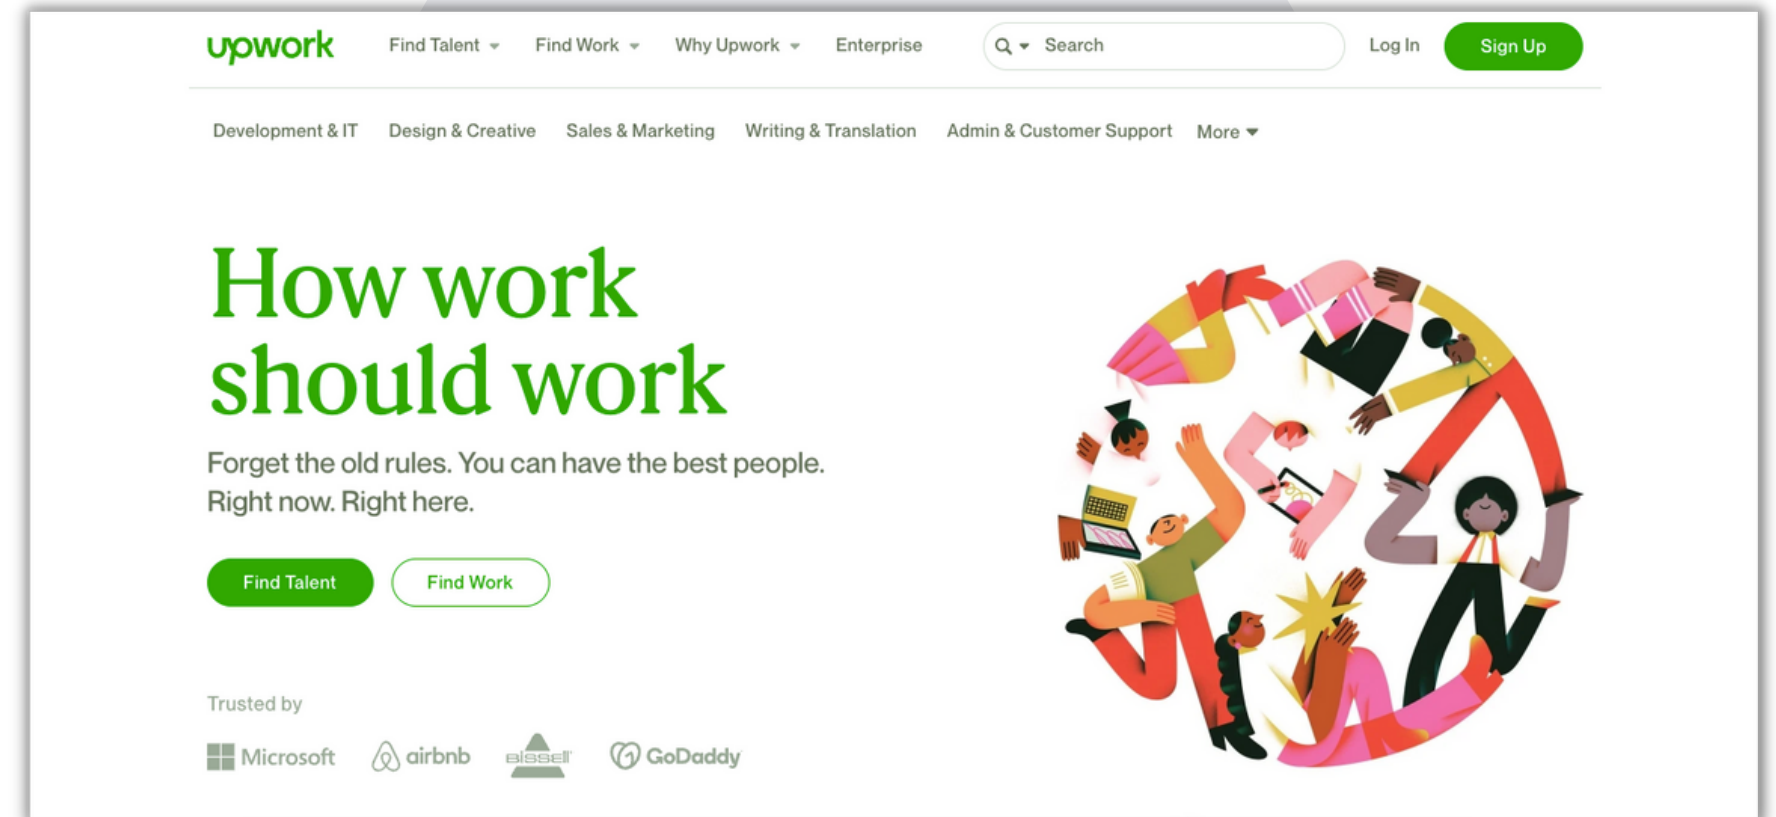 upwork Find Talent Find Work Why Upwork Enterprise Search Log In Sign Up
Development & IT Design & Creative Sales & Marketing Writing & Translation Admin & Customer Support More
How work
should work
Forget the old rules. You can have the best people.
Right now. Right here.
Find Talent Find Work
Trusted by
Microsoft airbnb BISSELL GoDaddy